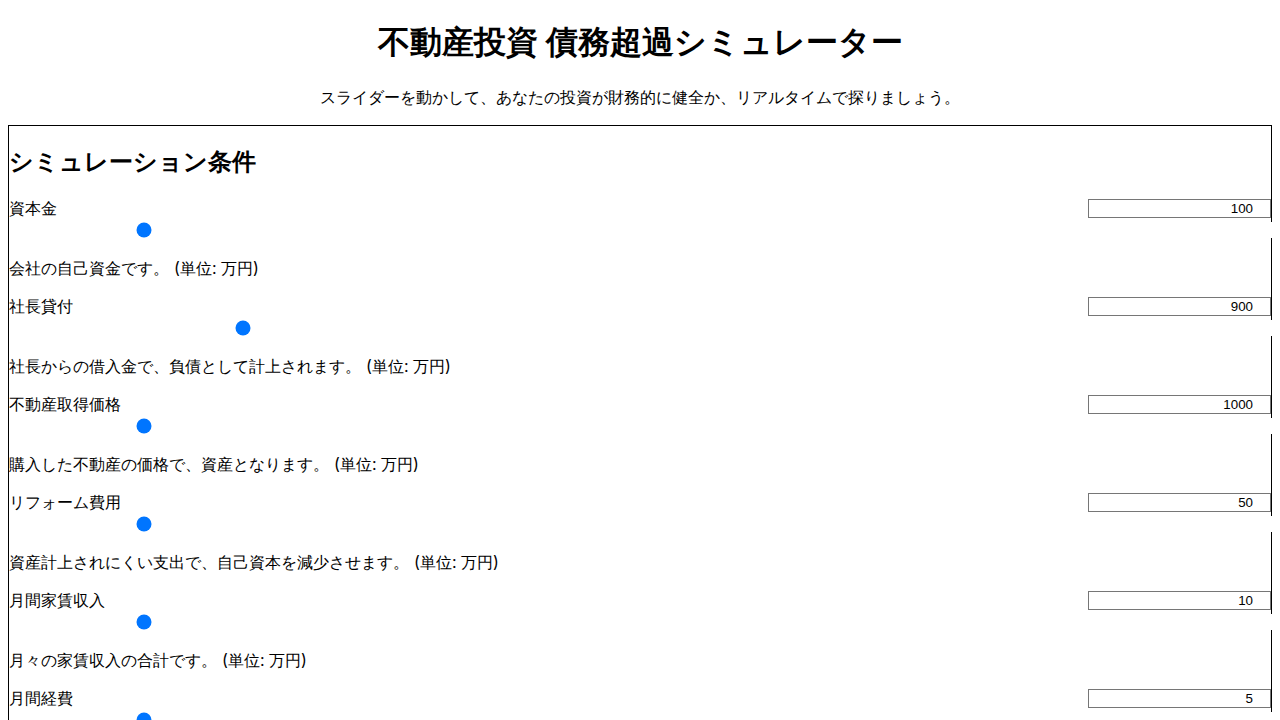 不動産投資 債務超過シミュレーター
スライダーを動かして、あなたの投資が財務的に健全か、リアルタイムで探りましょう。
シミュレーション条件
資本金 100
会社の自己資金です。 (単位: 万円)
社長貸付 900
社長からの借入金で、負債として計上されます。 (単位: 万円)
不動産取得価格 1000
購入した不動産の価格で、資産となります。 (単位: 万円)
リフォーム費用 50
資産計上されにくい支出で、自己資本を減少させます。 (単位: 万円)
月間家賃収入 10
月々の家賃収入の合計です。 (単位: 万円)
月間経費 5